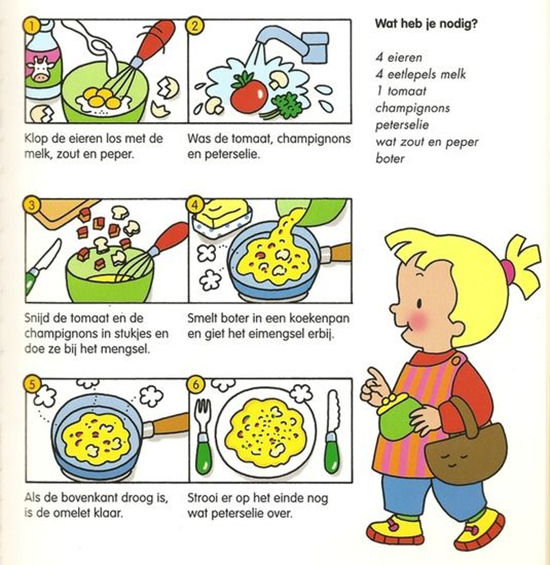 Wat heb je nodig?
4 eieren
4 eetlepels melk
1 tomaat
champignons
peterselie
wat zout en peper
boter
1
Klop de eieren los met de
melk, zout en peper.
2
Was de tomaat, champignons
en peterselie.
3
Snijd de tomaat en de
champignons in stukjes en
doe ze bij het mengsel.
4
Smelt boter in een koekenpan
en giet het eimengsel erbij.
5
Als de bovenkant droog is,
is de omelet klaar.
6
Strooi er op het einde nog
wat peterselie over.